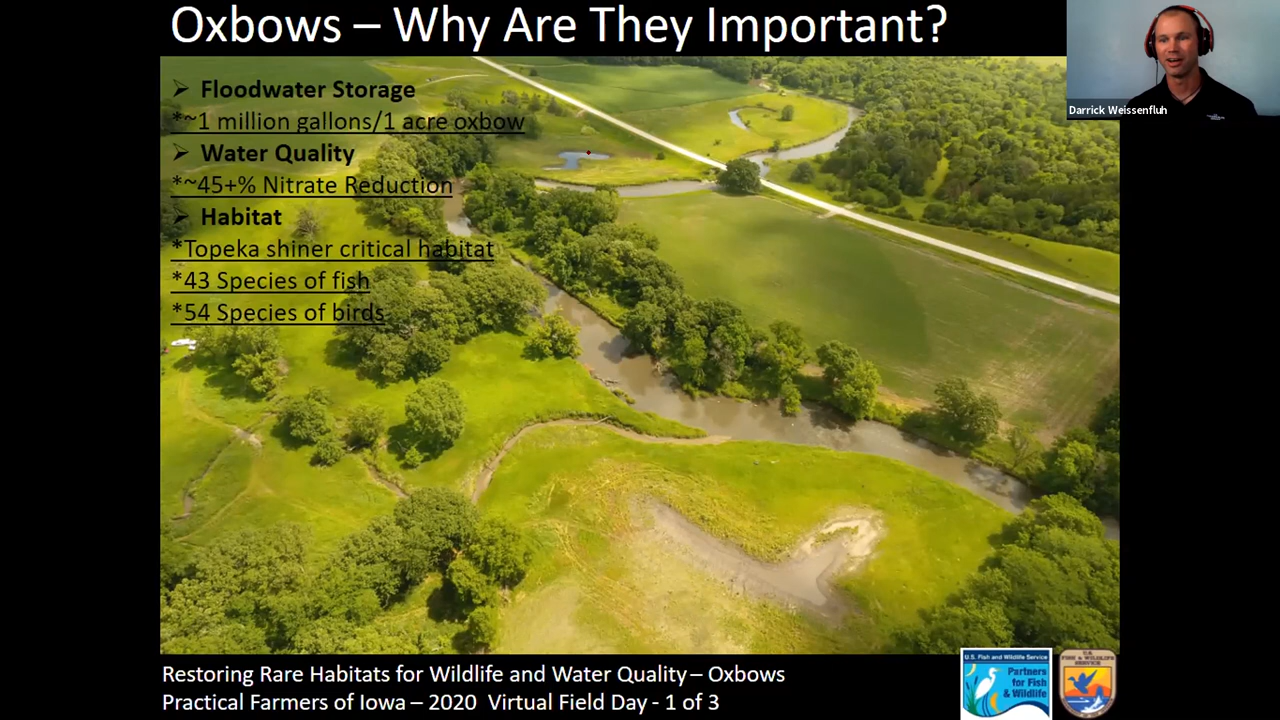 Oxbows – Why Are They Important?
Darrick Weissenfluh
➢ Floodwater Storage
*~1 million gallons/1 acre oxbow
➢ Water Quality
*~45+% Nitrate Reduction
➢ Habitat
*Topeka shiner critical habitat
*43 Species of fish
*54 Species of birds
Restoring Rare Habitats for Wildlife and Water Quality – Oxbows
Practical Farmers of Iowa – 2020 Virtual Field Day - 1 of 3
U.S. Fish and Wildlife Service
Partners
for Fish
& Wildlife
U.S.
FISH & WILDLIFE
SERVICE